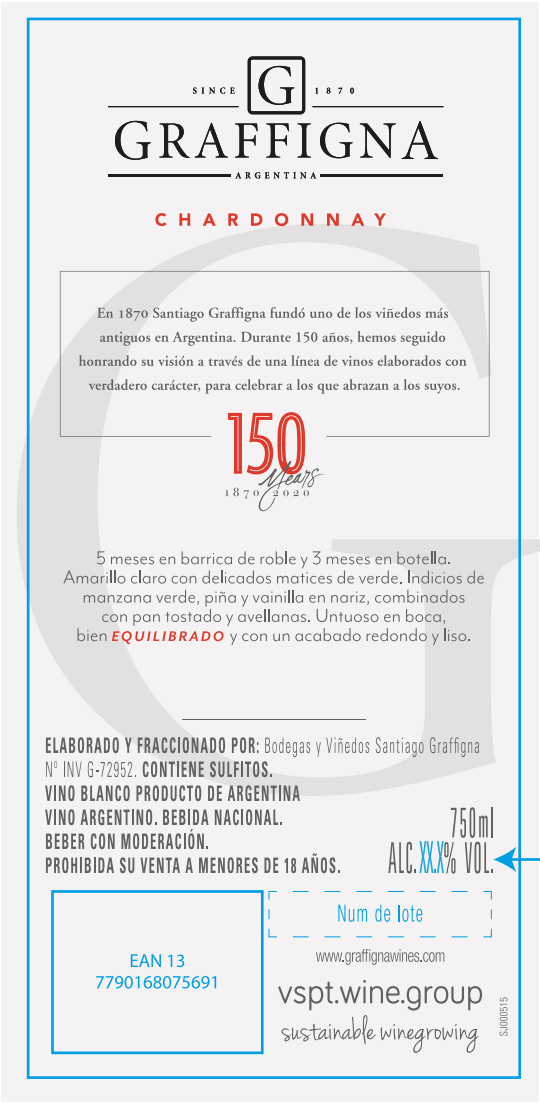 SINCE G 1870
GRAFFIGNA
ARGENTINA
CHARDONNAY
En 1870 Santiago Graffigna fundó uno de los viñedos más
antiguos en Argentina. Durante 150 años, hemos seguido
honrando su visión a través de una línea de vinos elaborados con
verdadero carácter, para celebrar a los que abrazan a los suyos.
150
Years
1870 2020
5 meses en barrica de roble y 3 meses en botella.
Amarillo claro con delicados matices de verde. Indicios de
manzana verde, piña y vainilla en nariz, combinados
con pan tostado y avellanas. Untuoso en boca,
bien EQUILIBRADO y con un acabado redondo y liso.
ELABORADO Y FRACCIONADO POR: Bodegas y Viñedos Santiago Graffigna
Nº INV G-72952. CONTIENE SULFITOS.
VINO BLANCO PRODUCTO DE ARGENTINA
VINO ARGENTINO. BEBIDA NACIONAL.
BEBER CON MODERACIÓN.
PROHIBIDA SU VENTA A MENORES DE 18 AÑOS.
750ml
ALC.XX.X% VOL.
EAN 13
7790168075691
Num de lote
www.graffignawines.com
vspt.wine.group
sustainable winegrowing
SJ000515